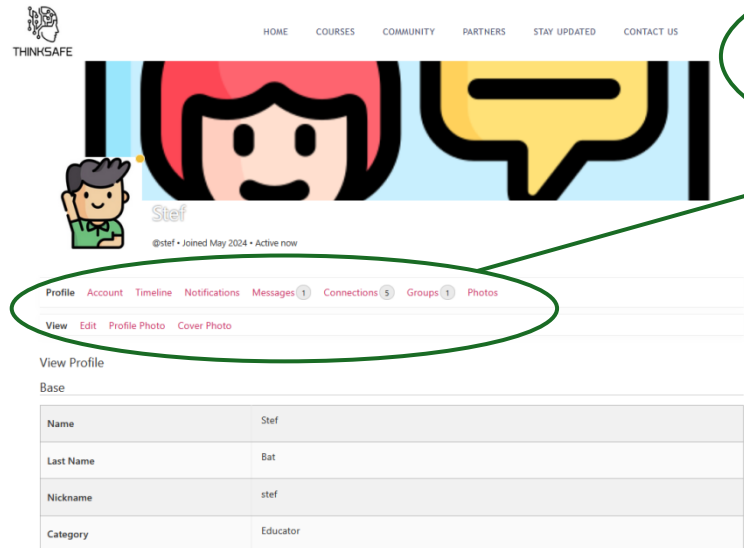 THINKSAFE
HOME COURSES COMMUNITY PARTNERS STAY UPDATED CONTACT US
Stef
@stef • Joined May 2024 • Active now
Profile Account Timeline Notifications Messages 1 Connections 5 Groups 1 Photos
View Edit Profile Photo Cover Photo
View Profile
Base
Name Stef
Last Name Bat
Nickname stef
Category Educator